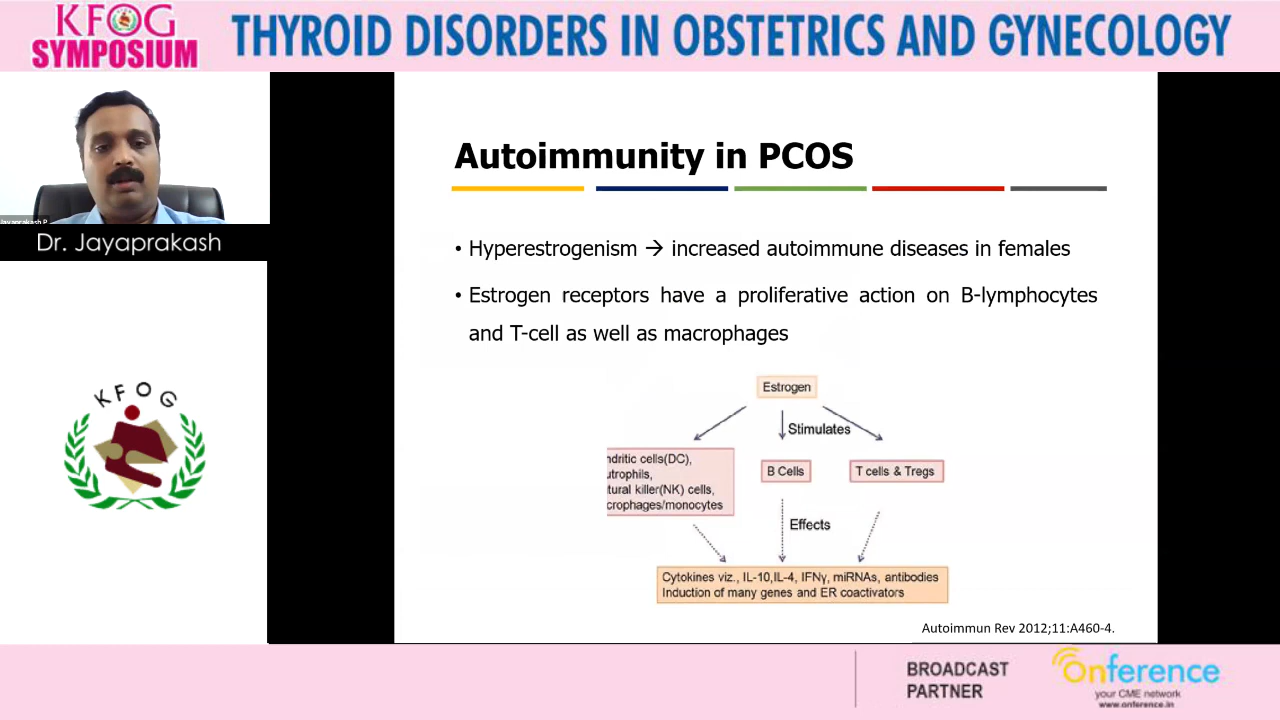 KFOG
SYMPOSIUM
THYROID DISORDERS IN OBSTETRICS AND GYNECOLOGY
Jayaprakash P
Dr. Jayaprakash
KFOG
Autoimmunity in PCOS
• Hyperestrogenism → increased autoimmune diseases in females
• Estrogen receptors have a proliferative action on B-lymphocytes
and T-cell as well as macrophages
Estrogen
Stimulates
ndritic cells(DC),
utrophils,
tural killer(NK) cells,
crophages/monocytes
B Cells
T cells & Tregs
Effects
Cytokines viz., IL-10,IL-4, IFNγ, miRNAs, antibodies
Induction of many genes and ER coactivators
Autoimmun Rev 2012;11:A460-4.
BROADCAST
PARTNER
Onference
your CME network
www.onference.in